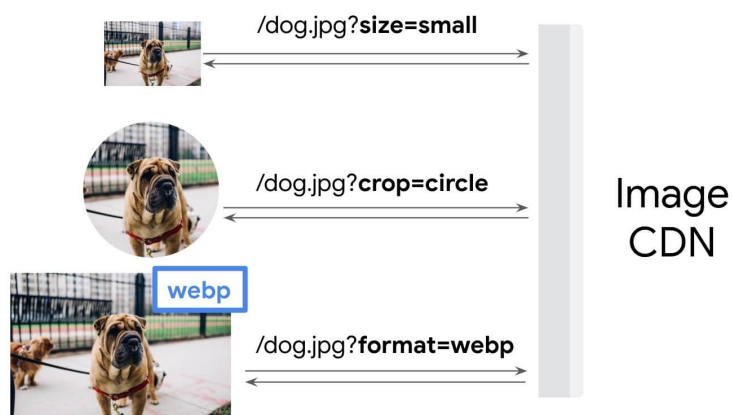 /dog.jpg?size=small
/dog.jpg?crop=circle
Image
CDN
webp
/dog.jpg?format=webp